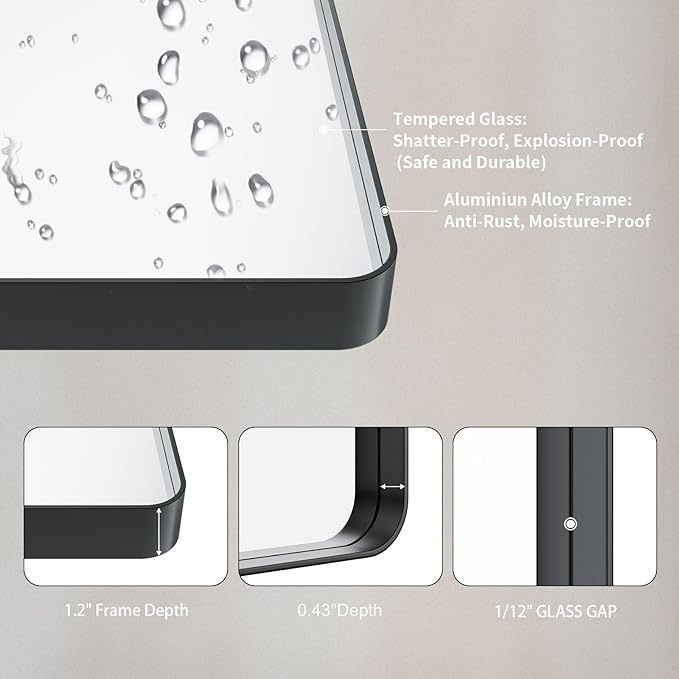 Tempered Glass:
Shatter-Proof, Explosion-Proof
(Safe and Durable)
Aluminiun Alloy Frame:
Anti-Rust, Moisture-Proof
1.2" Frame Depth
0.43"Depth
1/12" GLASS GAP